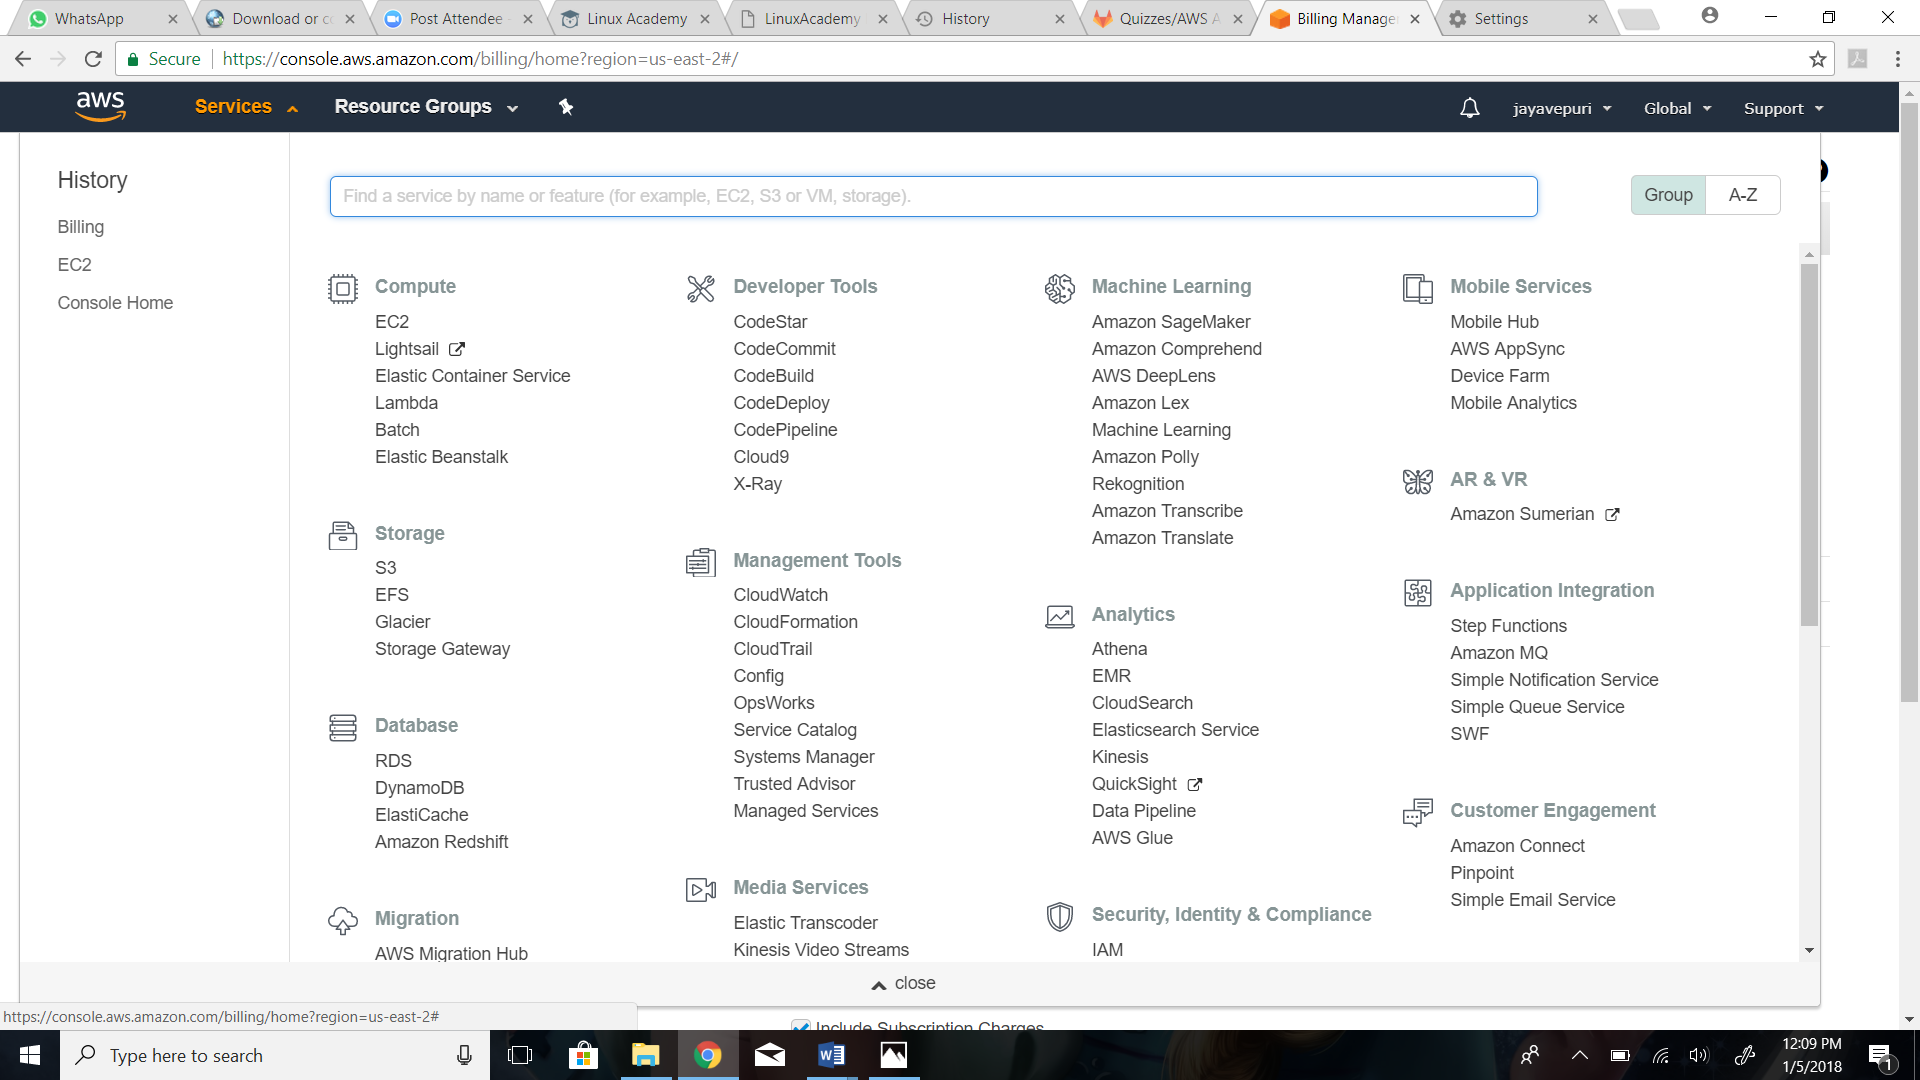 WhatsApp
Download or c
Post Attendee -
Linux Academy
LinuxAcademy
History
Quizzes/AWS A
Billing Manage
Settings
Secure
https://console.aws.amazon.com/billing/home?region=us-east-2#/
aws
Services
Resource Groups
jayavepuri
Global
Support
History
Billing
EC2
Console Home
Find a service by name or feature (for example, EC2, S3 or VM, storage).
Group
A-Z
Compute
EC2
Lightsail
Elastic Container Service
Lambda
Batch
Elastic Beanstalk
Storage
S3
EFS
Glacier
Storage Gateway
Database
RDS
DynamoDB
ElastiCache
Amazon Redshift
Migration
AWS Migration Hub
Developer Tools
CodeStar
CodeCommit
CodeBuild
CodeDeploy
CodePipeline
Cloud9
X-Ray
Management Tools
CloudWatch
CloudFormation
CloudTrail
Config
OpsWorks
Service Catalog
Systems Manager
Trusted Advisor
Managed Services
Media Services
Elastic Transcoder
Kinesis Video Streams
Machine Learning
Amazon SageMaker
Amazon Comprehend
AWS DeepLens
Amazon Lex
Machine Learning
Amazon Polly
Rekognition
Amazon Transcribe
Amazon Translate
Analytics
Athena
EMR
CloudSearch
Elasticsearch Service
Kinesis
QuickSight
Data Pipeline
AWS Glue
Security, Identity & Compliance
IAM
Mobile Services
Mobile Hub
AWS AppSync
Device Farm
Mobile Analytics
AR & VR
Amazon Sumerian
Application Integration
Step Functions
Amazon MQ
Simple Notification Service
Simple Queue Service
SWF
Customer Engagement
Amazon Connect
Pinpoint
Simple Email Service
close
https://console.aws.amazon.com/billing/home?region=us-east-2#
Include Subscription Charges
Type here to search
12:09 PM
1/5/2018
1